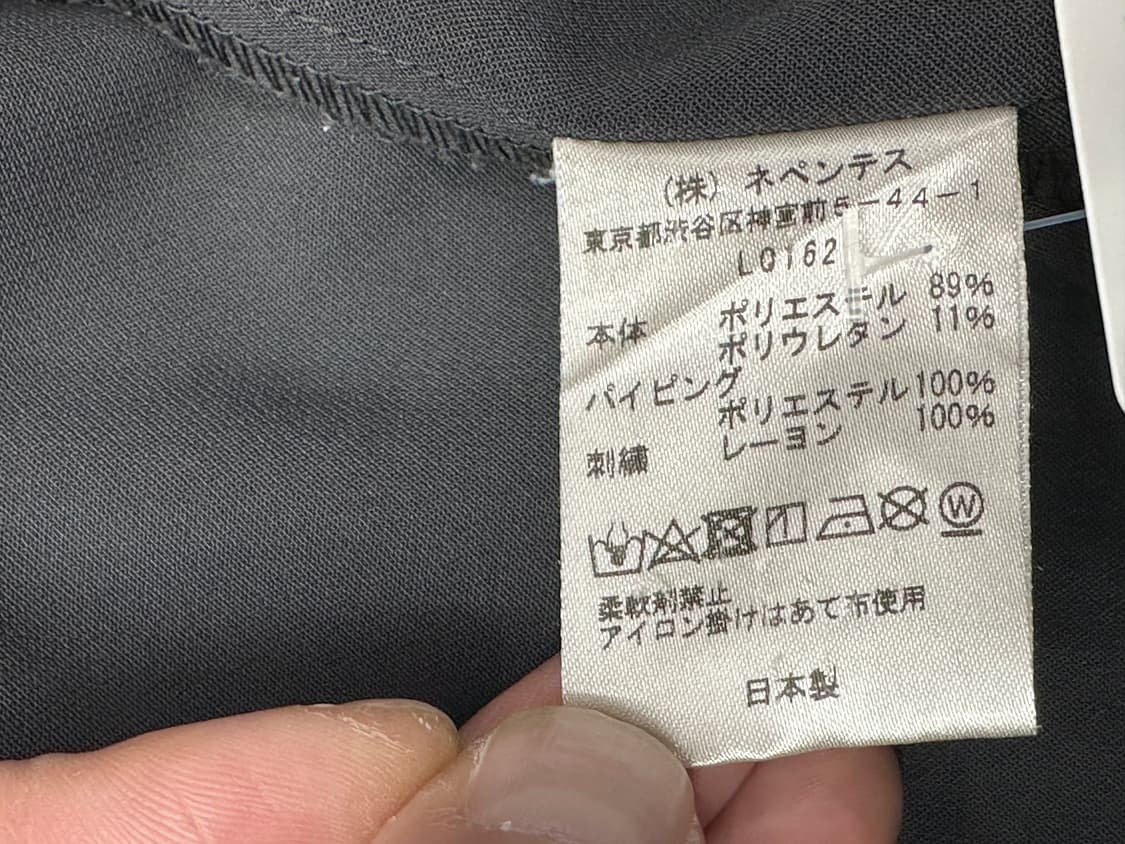 (株) ネペンテス
東京都渋谷区神宮前5-44-1
LO162
本体 ポリエステル 89%
ポリウレタン 11%
パイピング
ポリエステル 100%
刺繍 レーヨン 100%
W
柔軟剤禁止
アイロン掛けはあて布使用
日本製